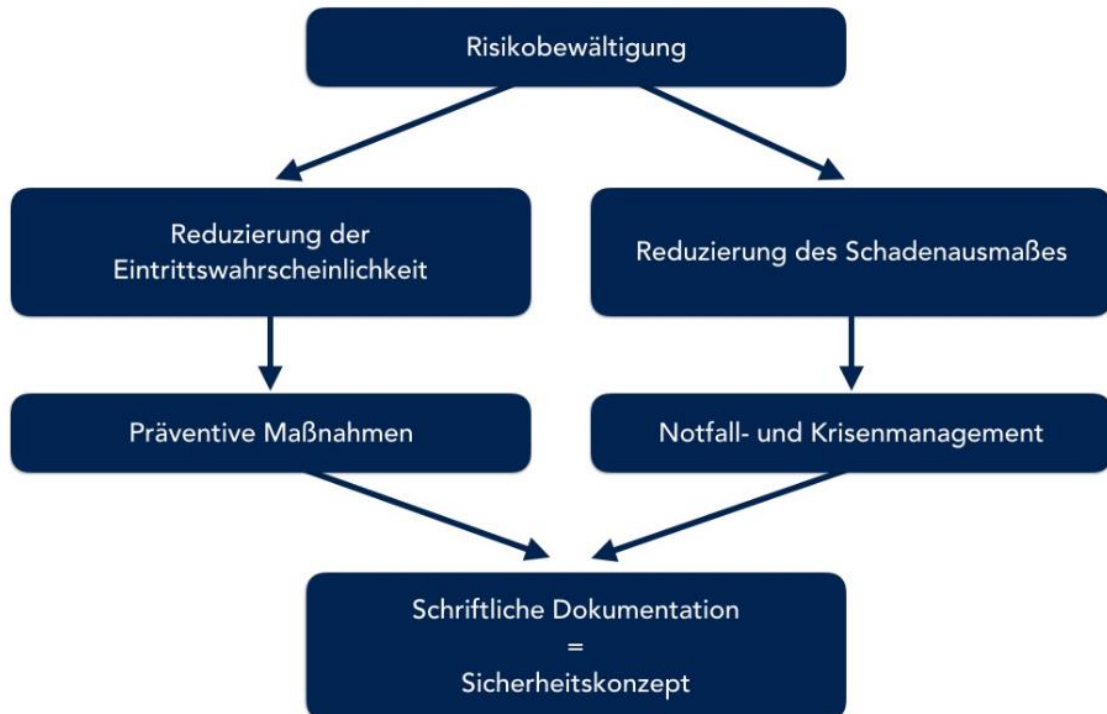 Risikobewältigung
Reduzierung der
Eintrittswahrscheinlichkeit
Reduzierung des Schadenausmaßes
Präventive Maßnahmen
Notfall- und Krisenmanagement
Schriftliche Dokumentation
=
Sicherheitskonzept